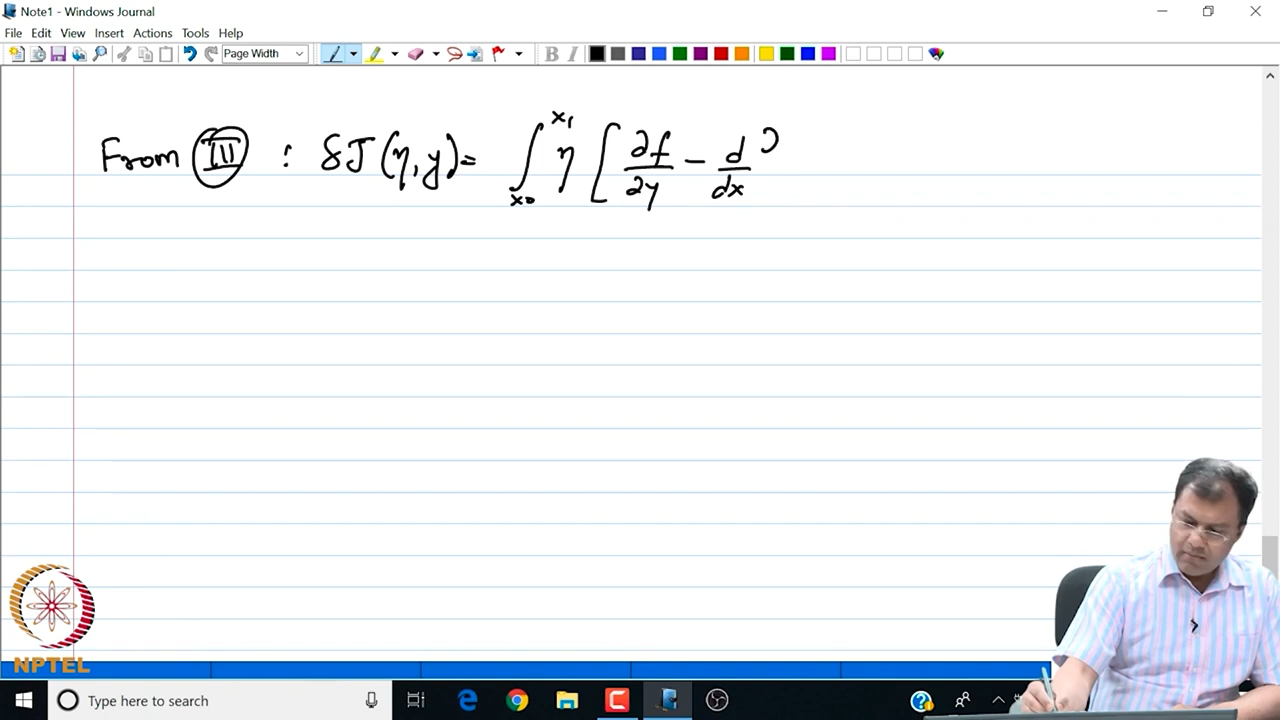 Note1 - Windows Journal
File Edit View Insert Actions Tools Help
Page Width
B I
From III : δJ(η, y) = ∫_{x0}^{x1} η [ ∂f/∂y - d/dx ∂
NPTEL
Type here to search